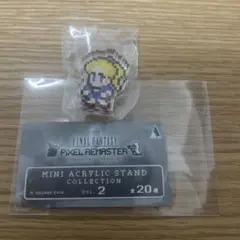 FINAL FANTASY
PIXEL REMASTER
MINI ACRYLIC STAND
COLLECTION
VOL. 2 全20種